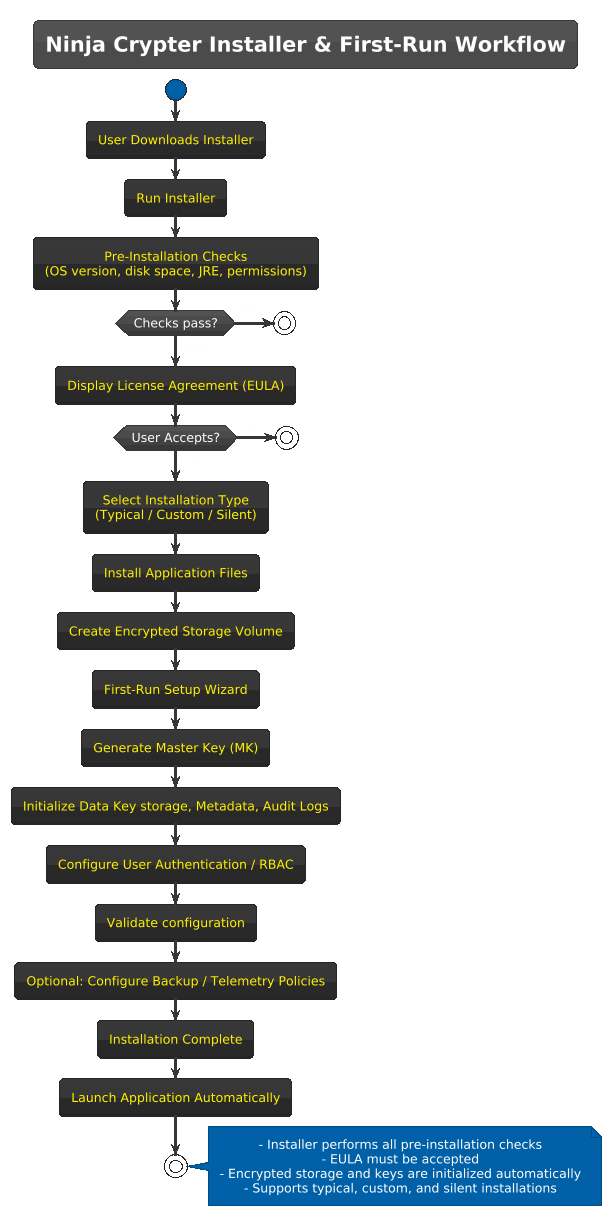 Ninja Crypter Installer & First-Run Workflow
User Downloads Installer
Run Installer
Pre-Installation Checks
(OS version, disk space, JRE, permissions)
Checks pass?
Display License Agreement (EULA)
User Accepts?
Select Installation Type
(Typical / Custom / Silent)
Install Application Files
Create Encrypted Storage Volume
First-Run Setup Wizard
Generate Master Key (MK)
Initialize Data Key storage, Metadata, Audit Logs
Configure User Authentication / RBAC
Validate configuration
Optional: Configure Backup / Telemetry Policies
Installation Complete
Launch Application Automatically
- Installer performs all pre-installation checks
- EULA must be accepted
- Encrypted storage and keys are initialized automatically
- Supports typical, custom, and silent installations